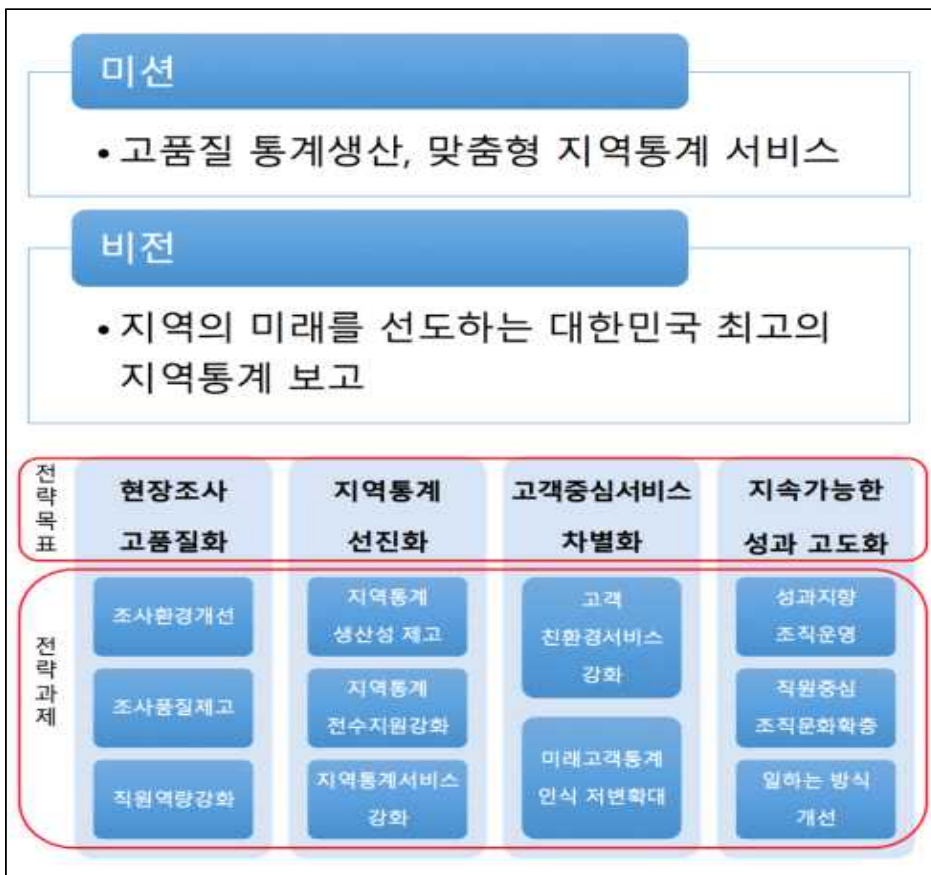 미션
• 고품질 통계생산, 맞춤형 지역통계 서비스
비전
• 지역의 미래를 선도하는 대한민국 최고의
지역통계 보고
전략목표
현장조사
고품질화
지역통계
선진화
고객중심서비스
차별화
지속가능한
성과 고도화
전략과제
조사환경개선
조사품질제고
직원역량강화
지역통계
생산성 제고
지역통계
전수지원강화
지역통계서비스
강화
고객
친환경서비스
강화
미래고객통계
인식 저변확대
성과지향
조직운영
직원중심
조직문화확충
일하는 방식
개선